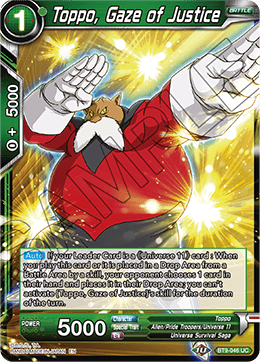 1
Toppo, Gaze of Justice
BATTLE
+ 5000
Auto If your Leader Card is a {Universe 11} card: When
you play this card or it is placed in a Drop Area from a
Battle Area by a skill, your opponent chooses 1 card
in their hand and places it in their Drop Area; you can't
activate {Toppo, Gaze of Justice}'s skill for the duration
of the turn.
POWER
5000
Character
Toppo
Special Trait
Alien/Pride Troopers/Universe 11
Era
Universe Survival Saga
BT9-046 UC